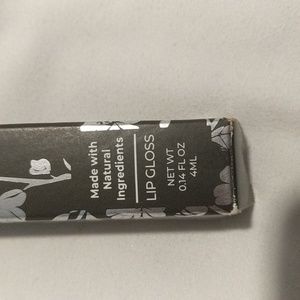 Made with
Natural
Ingredients
LIP GLOSS
NET WT
0.14 FL OZ
4ML